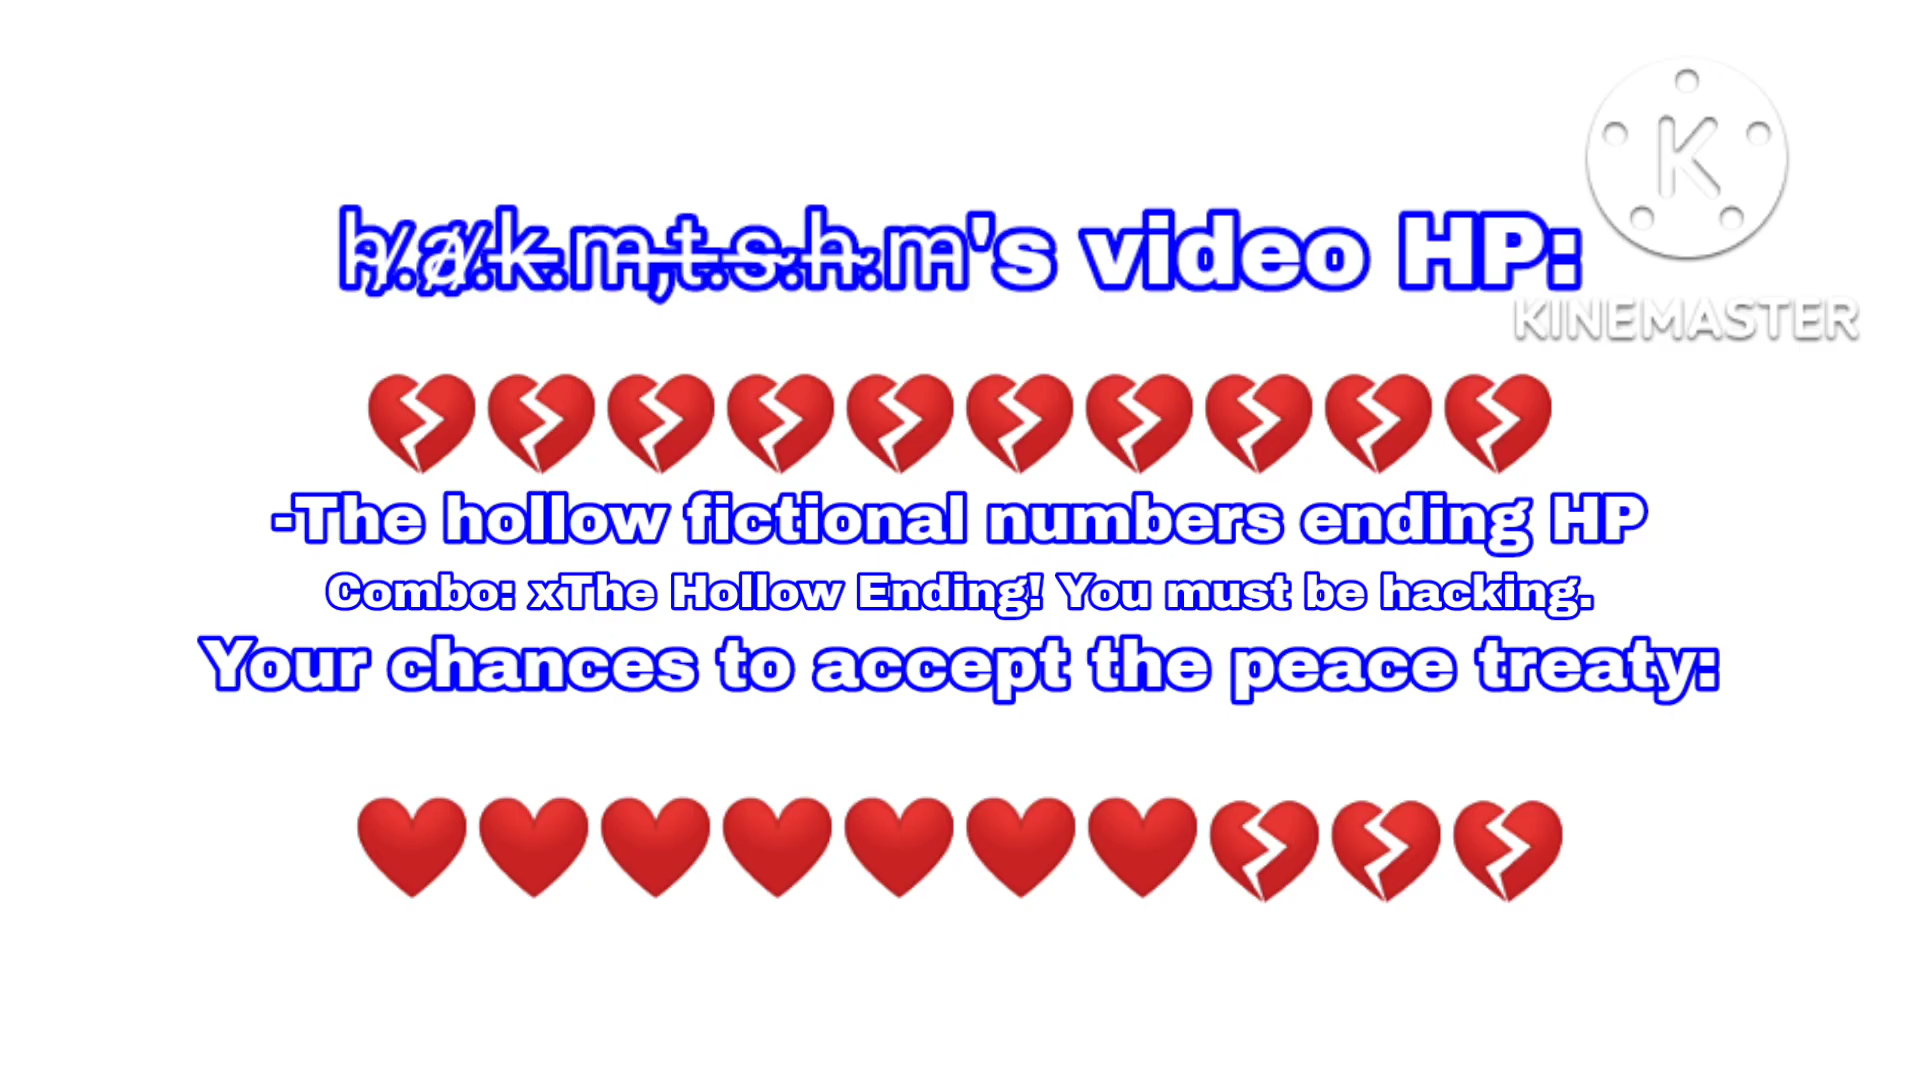 h.a.k.m,t.s.h.m's video HP:
K
KINEMASTER
💔💔💔💔💔💔💔💔💔💔
-The hollow fictional numbers ending HP
Combo: xThe Hollow Ending! You must be hacking.
Your chances to accept the peace treaty:
❤️❤️❤️❤️❤️❤️❤️💔💔💔